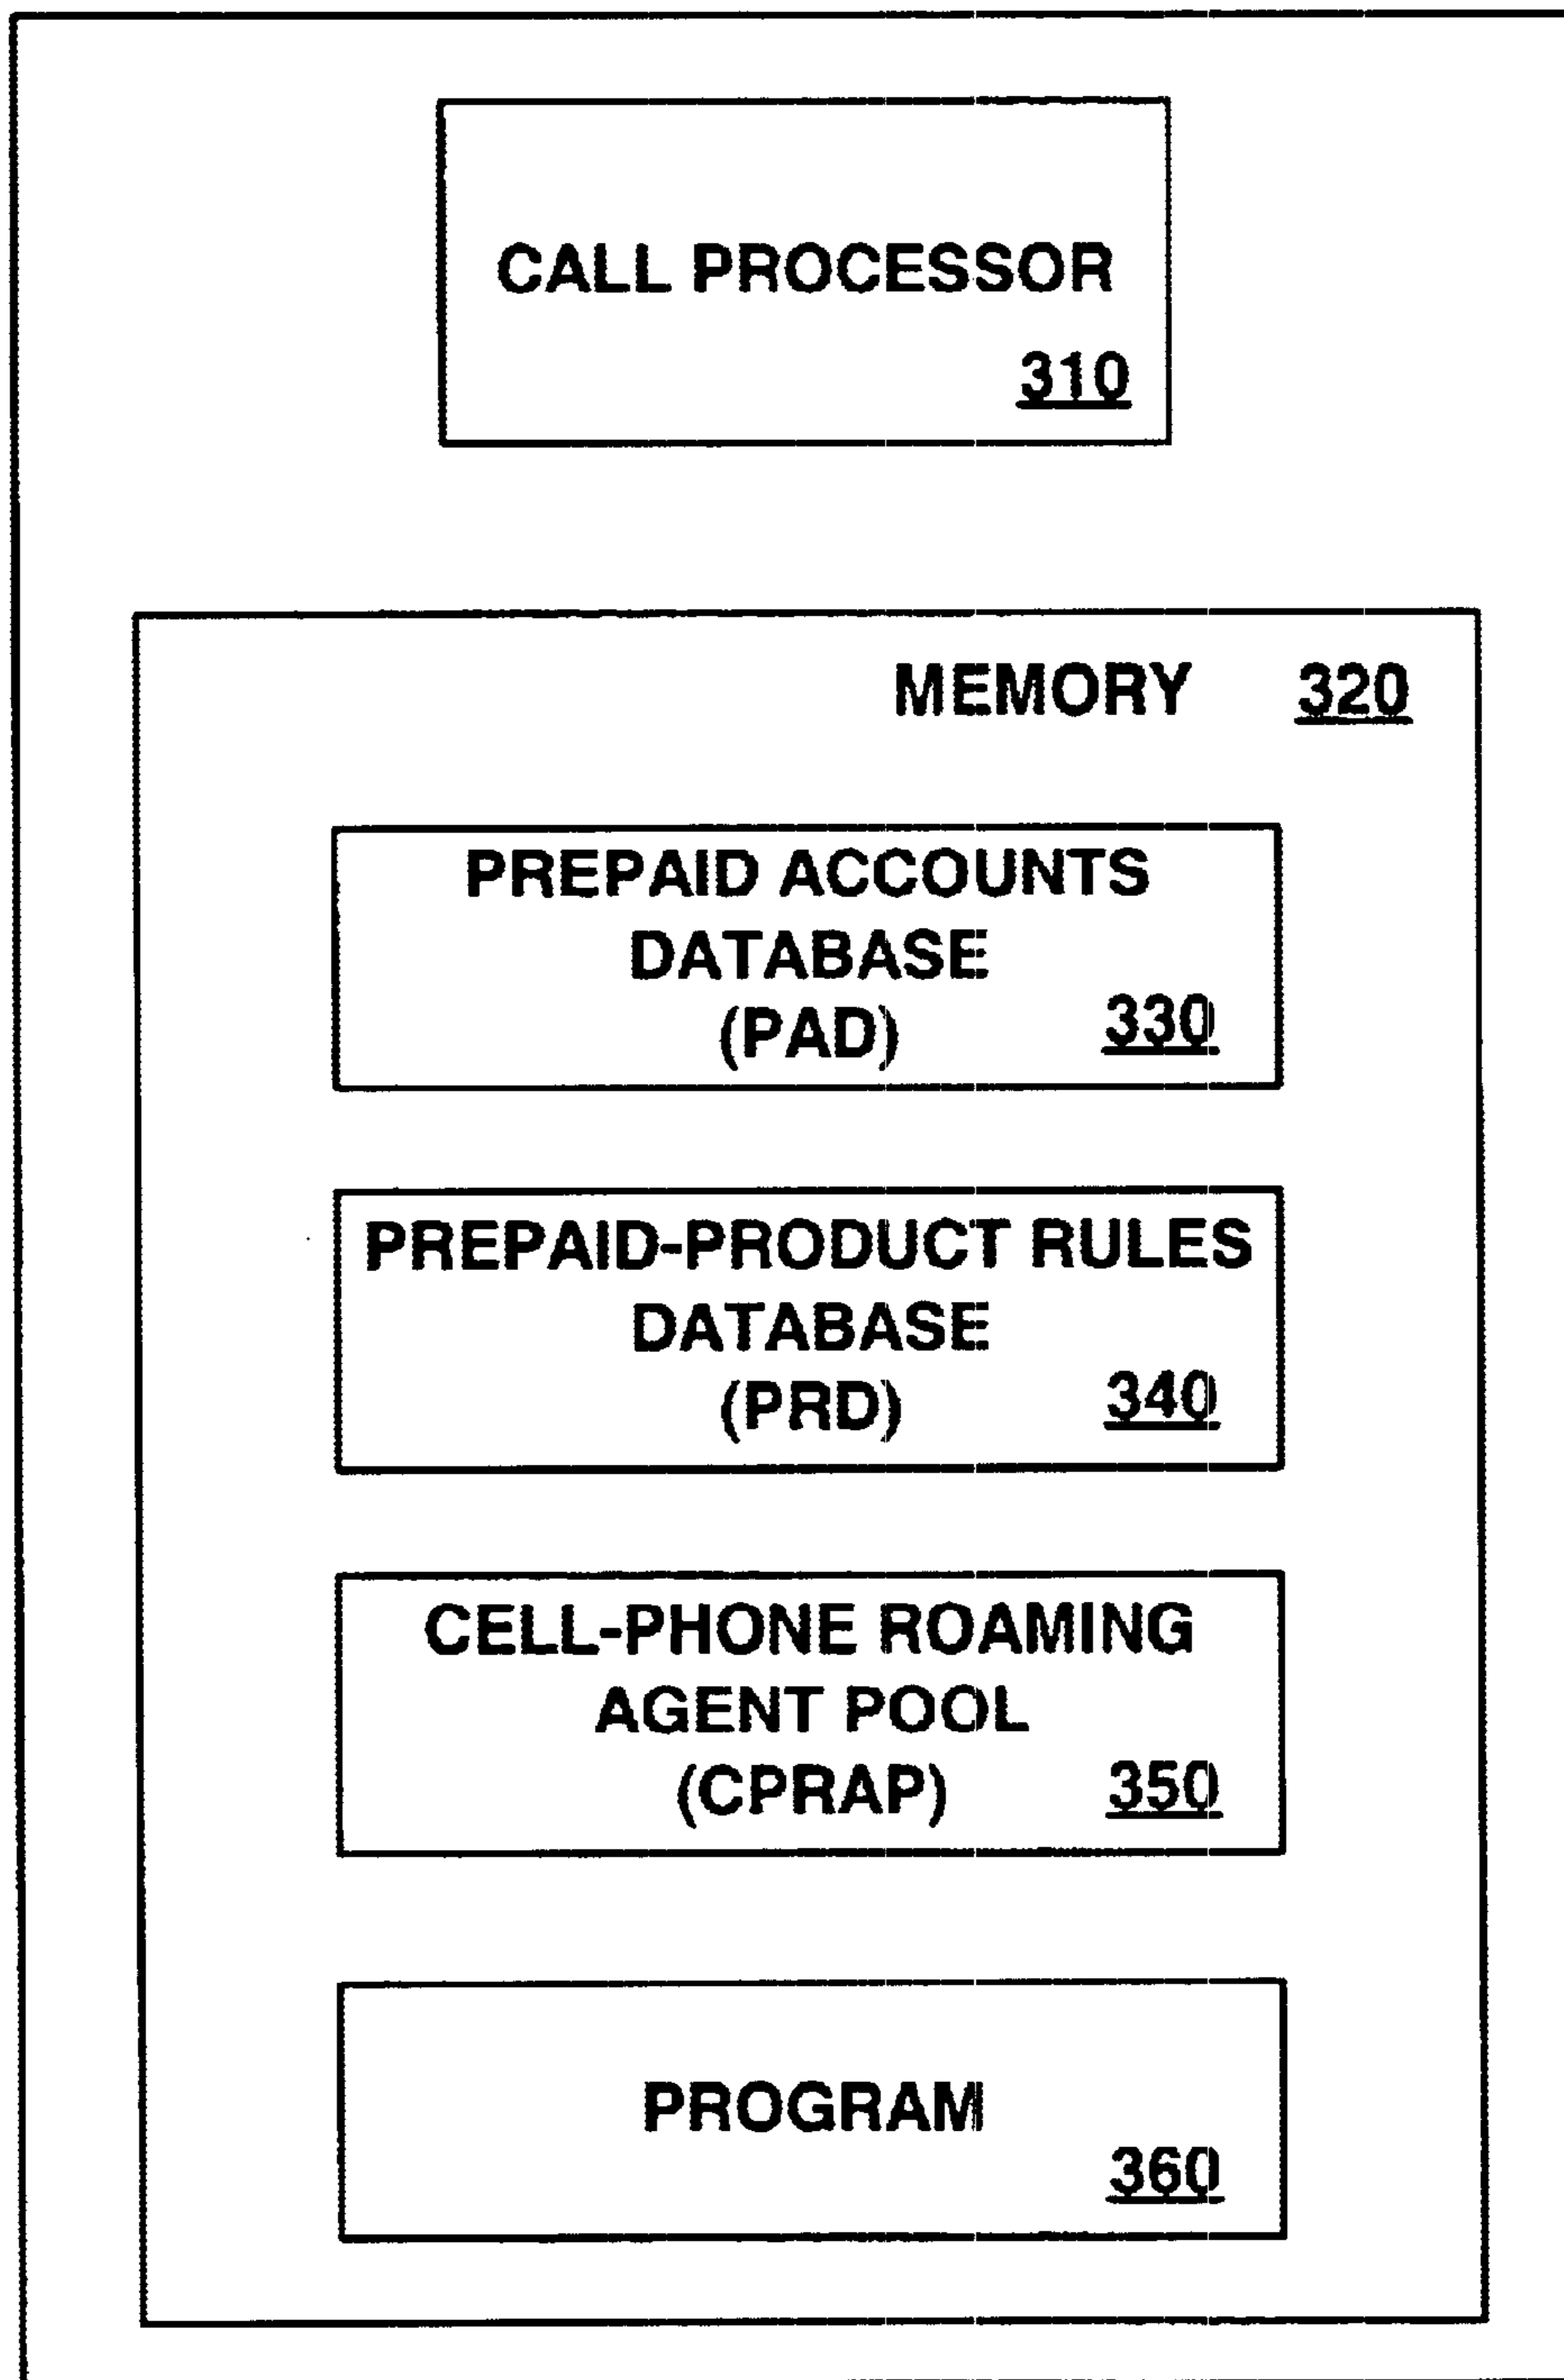 CALL PROCESSOR
310
MEMORY 320
PREPAID ACCOUNTS
DATABASE
(PAD) 330
PREPAID-PRODUCT RULES
DATABASE
(PRD) 340
CELL-PHONE ROAMING
AGENT POOL
(CPRAP) 350
PROGRAM
360